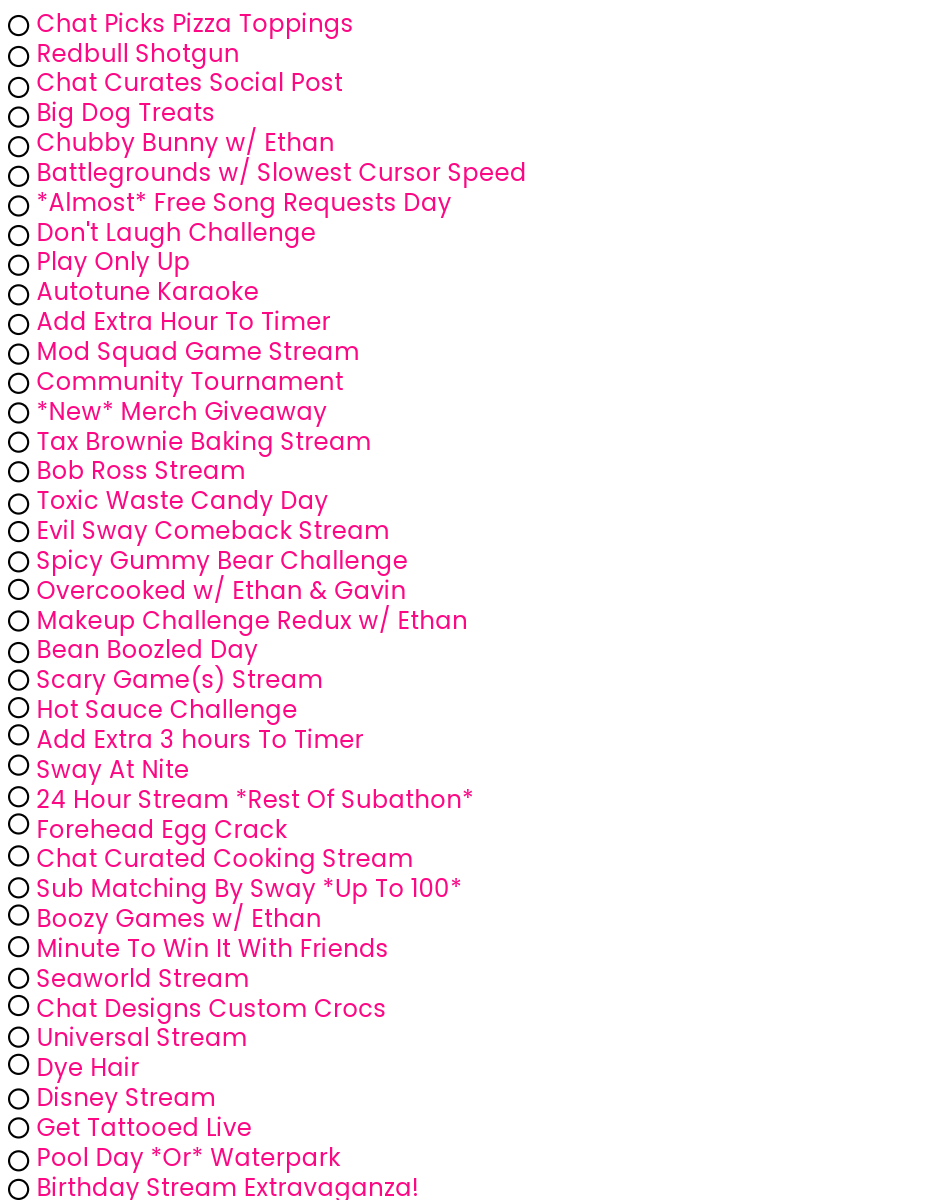 Chat Picks Pizza Toppings
Redbull Shotgun
Chat Curates Social Post
Big Dog Treats
Chubby Bunny w/ Ethan
Battlegrounds w/ Slowest Cursor Speed
*Almost* Free Song Requests Day
Don't Laugh Challenge
Play Only Up
Autotune Karaoke
Add Extra Hour To Timer
Mod Squad Game Stream
Community Tournament
*New* Merch Giveaway
Tax Brownie Baking Stream
Bob Ross Stream
Toxic Waste Candy Day
Evil Sway Comeback Stream
Spicy Gummy Bear Challenge
Overcooked w/ Ethan & Gavin
Makeup Challenge Redux w/ Ethan
Bean Boozled Day
Scary Game(s) Stream
Hot Sauce Challenge
Add Extra 3 hours To Timer
Sway At Nite
24 Hour Stream *Rest Of Subathon*
Forehead Egg Crack
Chat Curated Cooking Stream
Sub Matching By Sway *Up To 100*
Boozy Games w/ Ethan
Minute To Win It With Friends
Seaworld Stream
Chat Designs Custom Crocs
Universal Stream
Dye Hair
Disney Stream
Get Tattooed Live
Pool Day *Or* Waterpark
Birthday Stream Extravaganza!